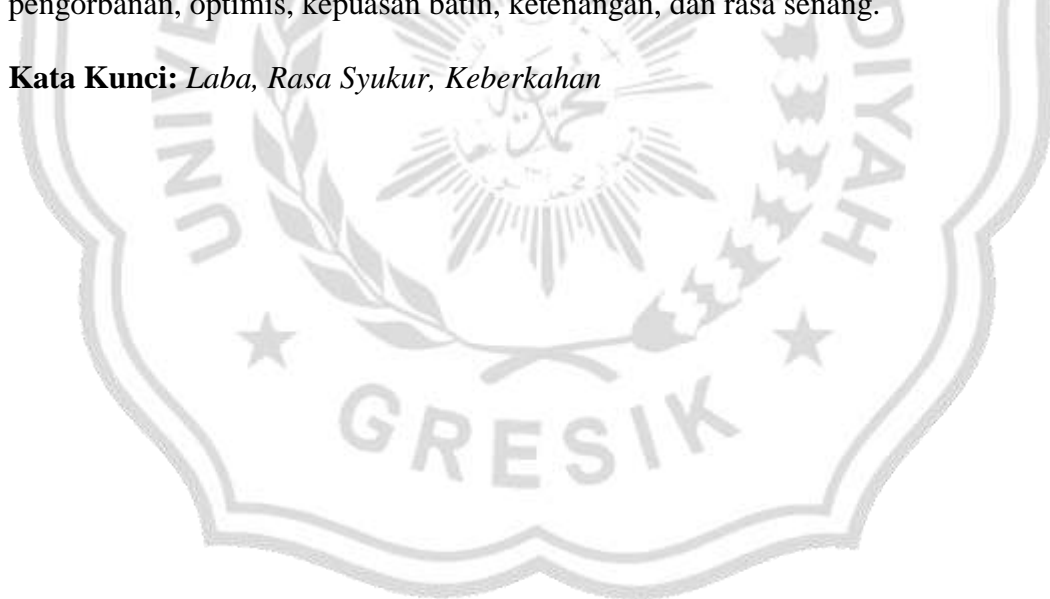 pengorbanan, optimis, kepuasan batin, ketenangan, dan rasa senang.
Kata Kunci: Laba, Rasa Syukur, Keberkahan
GRESIK